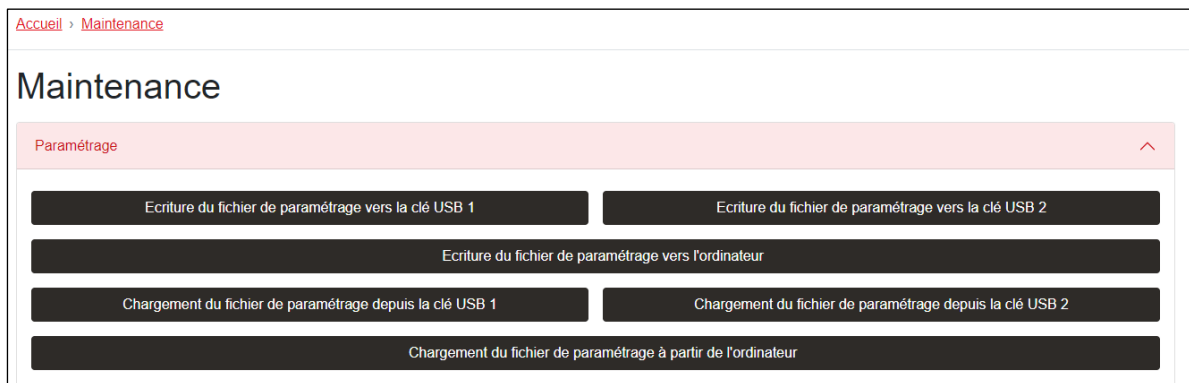 Accueil › Maintenance
Maintenance
Paramétrage
Ecriture du fichier de paramétrage vers la clé USB 1
Ecriture du fichier de paramétrage vers la clé USB 2
Ecriture du fichier de paramétrage vers l'ordinateur
Chargement du fichier de paramétrage depuis la clé USB 1
Chargement du fichier de paramétrage depuis la clé USB 2
Chargement du fichier de paramétrage à partir de l'ordinateur